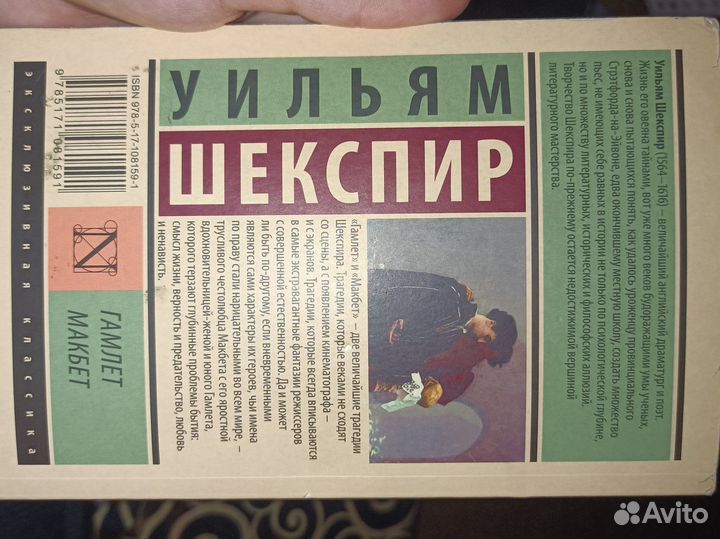 Уильям Шекспир (1564–1616) – величайший английский драматург и поэт.
Жизнь его овеяна тайнами, вот уже много веков будоражащими умы ученых,
снова и снова пытающихся понять, как удалось уроженцу провинциального
Стратфорда-на-Эйвоне, едва окончившему местную школу, создать множество
пьес, не имеющих себе равных в истории не только по психологической глубине,
но и по множеству литературных, исторических и философских аллюзий.
Творчество Шекспира по-прежнему остается недостижимой вершиной
литературного мастерства.
УИЛЬЯМ
ШЕКСПИР
«Гамлет» и «Макбет» – две величайшие трагедии
Шекспира. Трагедии, которые веками не сходят
со сцены, а с появлением кинематографа –
и с экранов. Трагедии, которые всегда вписываются
в самые экстравагантные фантазии режиссеров
с совершенной естественностью. Да и может
ли быть по-другому, если вневременными
являются сами характеры их героев, чьи имена
по праву стали нарицательными во всем мире, –
трусливого честолюбца Макбета с его яростной
вдохновительницей-женой и юного Гамлета,
которого терзают глубинные проблемы бытия:
смысл жизни, верность и предательство, любовь
и ненависть.
ISBN 978-5-17-108159-1
9 785171 081591
N
ГАМЛЕТ
МАКБЕТ
ЭКСКЛЮЗИВНАЯ КЛАССИКА
Avito